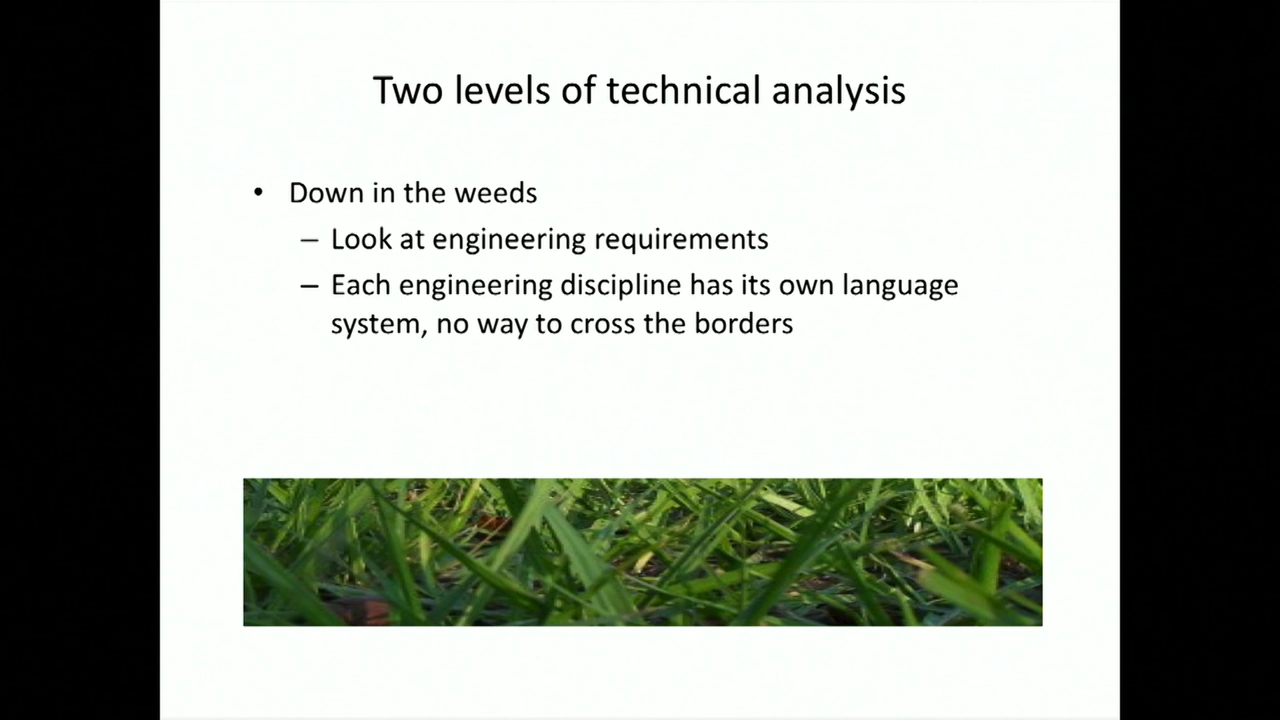 Two levels of technical analysis
• Down in the weeds
– Look at engineering requirements
– Each engineering discipline has its own language
system, no way to cross the borders